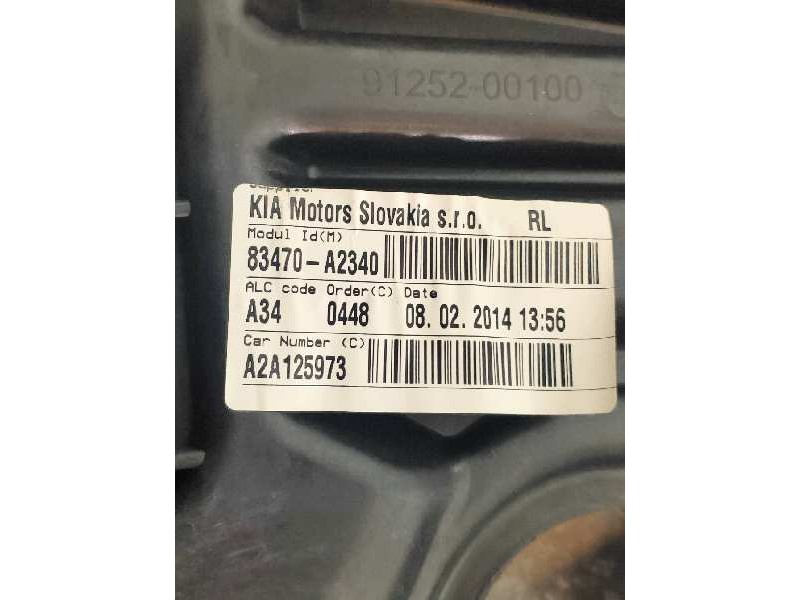 91252-00100
Supplier
KIA Motors Slovakia s.r.o. RL
Modul Id(M)
83470-A2340
ALC code Order(C) Date
A34 0448 08. 02. 2014 13:56
Car Number (C)
A2A125973